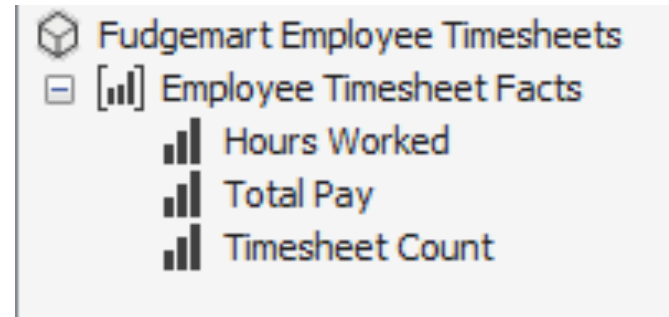 Fudgemart Employee Timesheets
Employee Timesheet Facts
Hours Worked
Total Pay
Timesheet Count